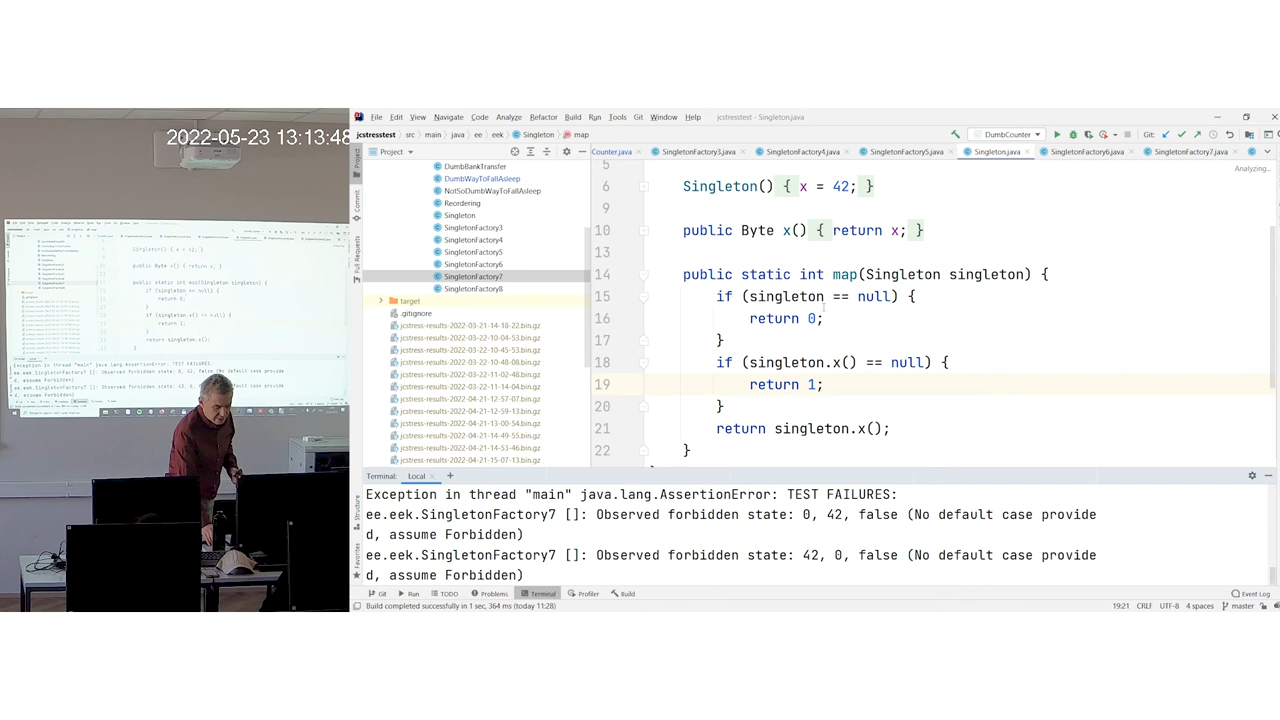 2022-05-23 13:13:48
File Edit View Navigate Code Analyze Refactor Build Run Tools Git Window Help jcstresstest - Singleton.java
jcstresstest src main java ee eek Singleton map
DumbCounter Git:
Project
Counter.java SingletonFactory3.java SingletonFactory4.java SingletonFactory5.java Singleton.java SingletonFactory6.java SingletonFactory7.java
Analyzing...
Project
Commit
Pull Requests
Structure
Favorites
DumbBankTransfer
DumbWayToFallAsleep
NotSoDumbWayToFallAsleep
Reordering
Singleton
SingletonFactory3
SingletonFactory4
SingletonFactory5
SingletonFactory6
SingletonFactory7
SingletonFactory8
target
.gitignore
jcstress-results-2022-03-21-14-18-22.bin.gz
jcstress-results-2022-03-22-10-04-53.bin.gz
jcstress-results-2022-03-22-10-45-53.bin.gz
jcstress-results-2022-03-22-10-48-08.bin.gz
jcstress-results-2022-03-22-11-02-48.bin.gz
jcstress-results-2022-03-22-11-14-04.bin.gz
jcstress-results-2022-04-21-12-57-07.bin.gz
jcstress-results-2022-04-21-12-59-13.bin.gz
jcstress-results-2022-04-21-13-00-54.bin.gz
jcstress-results-2022-04-21-14-49-55.bin.gz
jcstress-results-2022-04-21-14-53-46.bin.gz
jcstress-results-2022-04-21-15-07-13.bin.gz
5
6 Singleton() { x = 42; }
9
10 public Byte x() { return x; }
13
14 public static int map(Singleton singleton) {
15 if (singleton == null) {
16 return 0;
17 }
18 if (singleton.x() == null) {
19 return 1;
20 }
21 return singleton.x();
22 }
Terminal: Local
Exception in thread "main" java.lang.AssertionError: TEST FAILURES:
ee.eek.SingletonFactory7 []: Observed forbidden state: 0, 42, false (No default case provide
d, assume Forbidden)
ee.eek.SingletonFactory7 []: Observed forbidden state: 42, 0, false (No default case provide
d, assume Forbidden)
Git Run TODO Problems Terminal Profiler Build Event Log
Build completed successfully in 1 sec, 364 ms (today 11:28) 19:21 CRLF UTF-8 4 spaces master